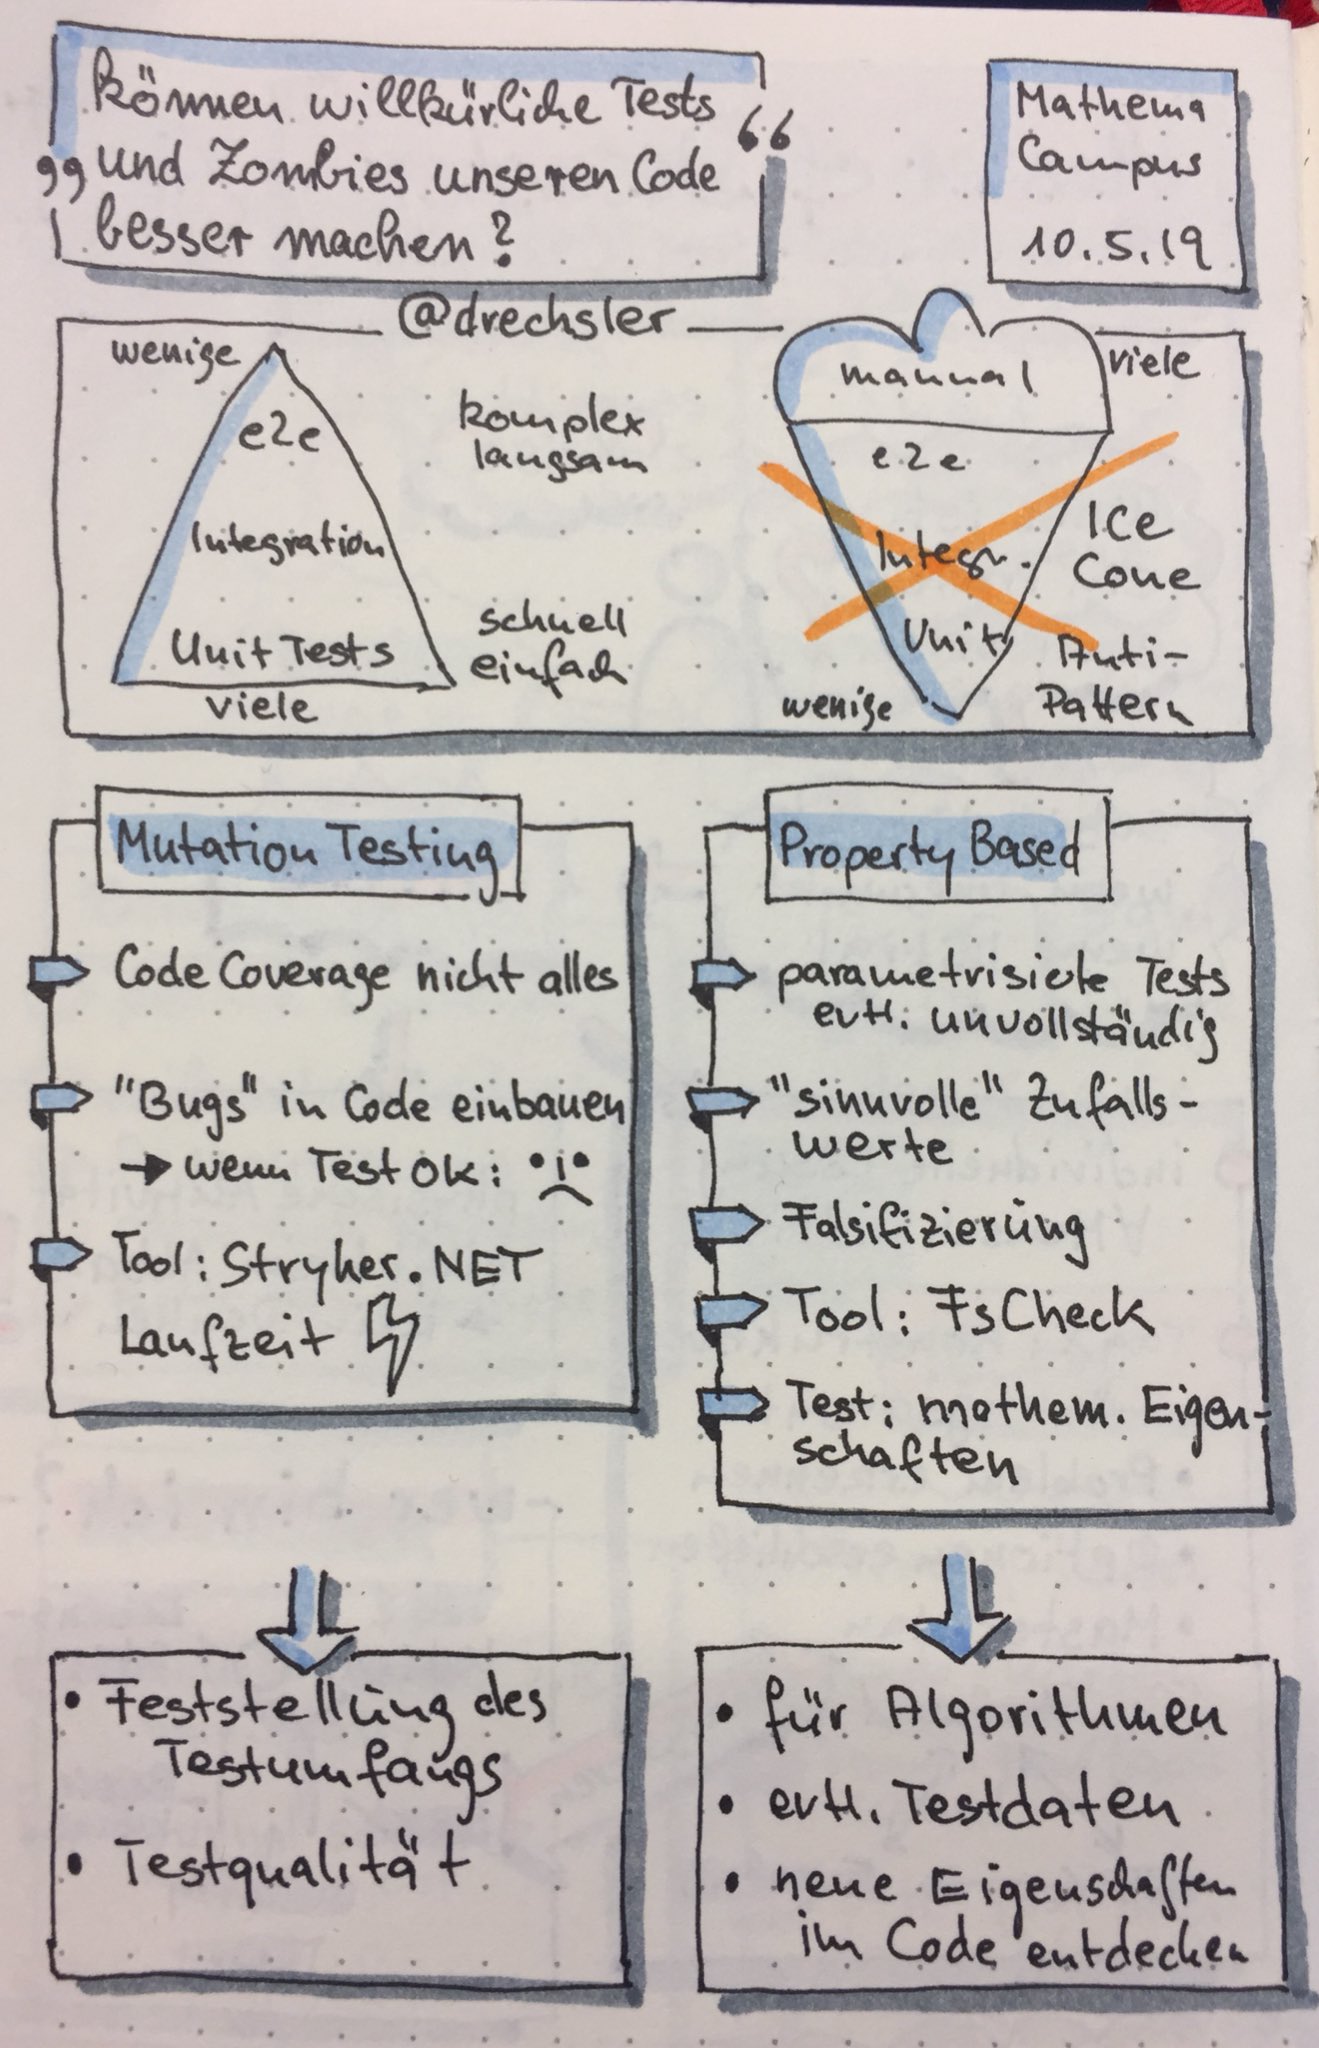 „können willkürliche Tests
und Zombies unseren Code
besser machen?“
Mathema
Campus
10.5.19
@drechsler
wenige
e2e
Integration
Unit Tests
viele
komplex
langsam
schnell
einfach
manual
viele
e2e
Integr.
Unit
wenige
ICe
Cone
Anti-
Pattern
Mutation Testing
Code Coverage nicht alles
"Bugs" in Code einbauen
→ wenn Test OK:
Tool: Stryker.NET
Laufzeit
Property Based
parametrisierte Tests
evtl. unvollständig
"sinnvolle" Zufalls-
werte
Falsifizierung
Tool: FsCheck
Test: mathem. Eigen-
schaften
• Feststellung des
Testumfangs
• Testqualität
• für Algorithmen
• evtl. Testdaten
• neue Eigenschaften
im Code entdecken